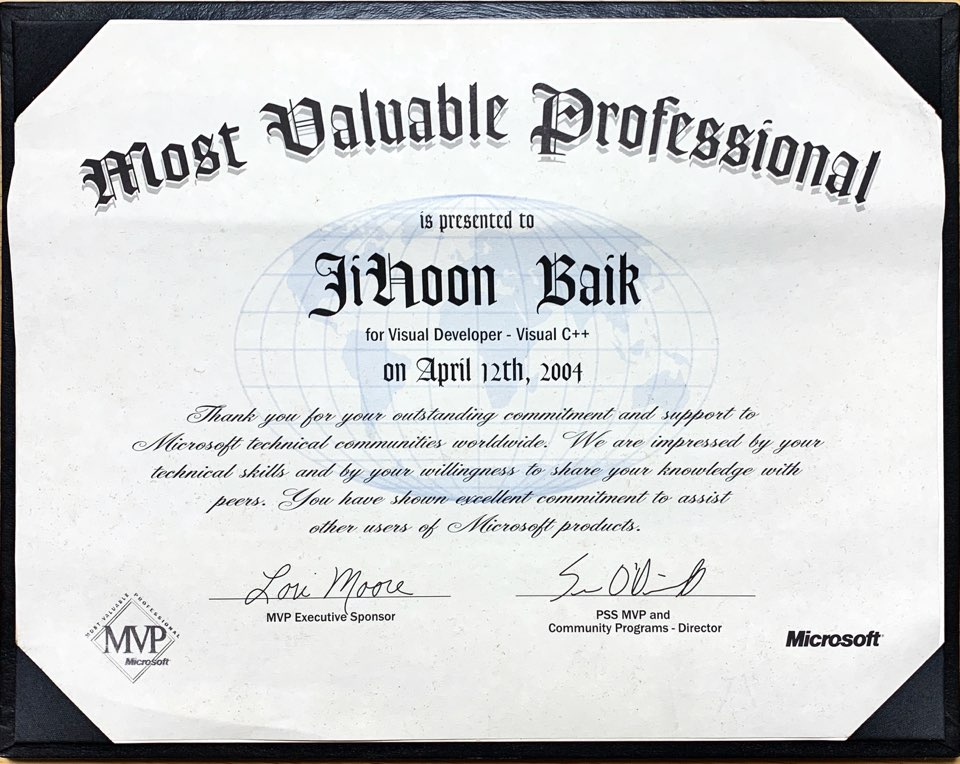 Most Valuable Professional
is presented to
JiHoon Baik
for Visual Developer - Visual C++
on April 12th, 2004
Thank you for your outstanding commitment and support to
Microsoft technical communities worldwide. We are impressed by your
technical skills and by your willingness to share your knowledge with
peers. You have shown excellent commitment to assist
other users of Microsoft products.
Lori Moore
MVP Executive Sponsor
PSS MVP and
Community Programs - Director
MOST VALUABLE PROFESSIONAL
MVP
Microsoft
Microsoft